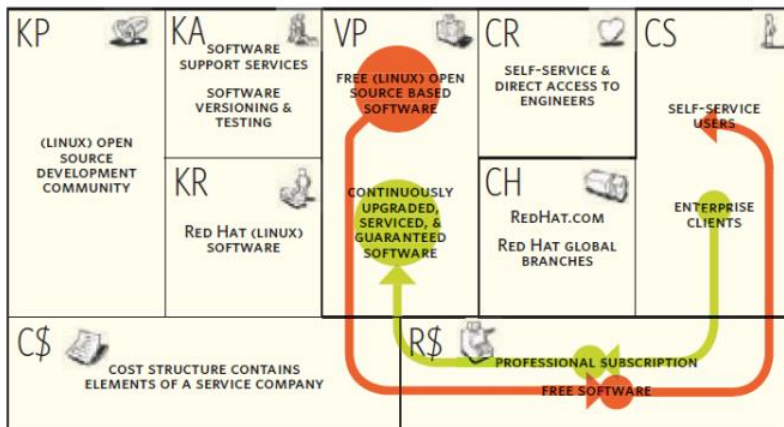 KP
(LINUX) OPEN
SOURCE
DEVELOPMENT
COMMUNITY
KA
SOFTWARE
SUPPORT SERVICES
SOFTWARE
VERSIONING &
TESTING
KR
RED HAT (LINUX)
SOFTWARE
VP
FREE (LINUX) OPEN
SOURCE BASED
SOFTWARE
CONTINUOUSLY
UPGRADED,
SERVICED, &
GUARANTEED
SOFTWARE
CR
SELF-SERVICE &
DIRECT ACCESS TO
ENGINEERS
CH
REDHAT.COM
RED HAT GLOBAL
BRANCHES
CS
SELF-SERVICE
USERS
ENTERPRISE
CLIENTS
C$
COST STRUCTURE CONTAINS
ELEMENTS OF A SERVICE COMPANY
R$
PROFESSIONAL SUBSCRIPTION
FREE SOFTWARE